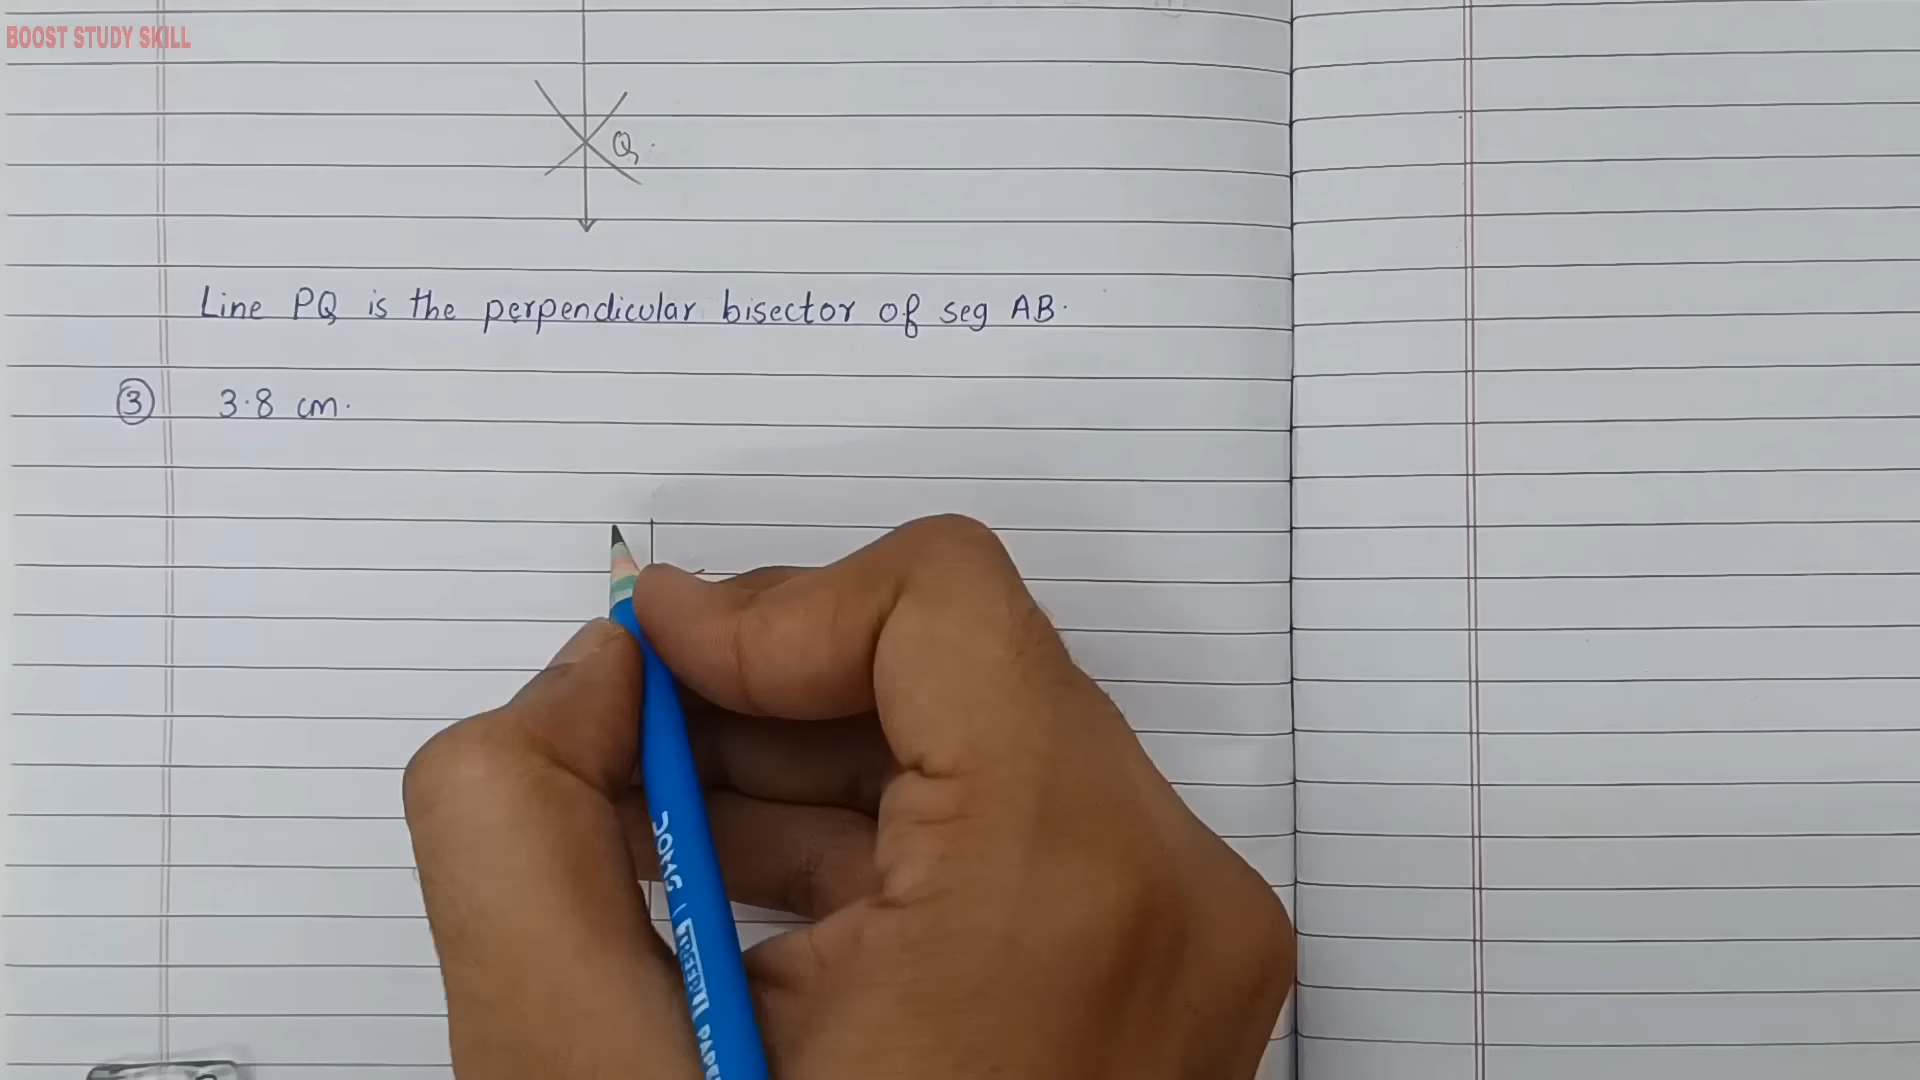 BOOST STUDY SKILL
Q
Line PQ is the perpendicular bisector of seg AB.
3 3.8 cm.
DOMS